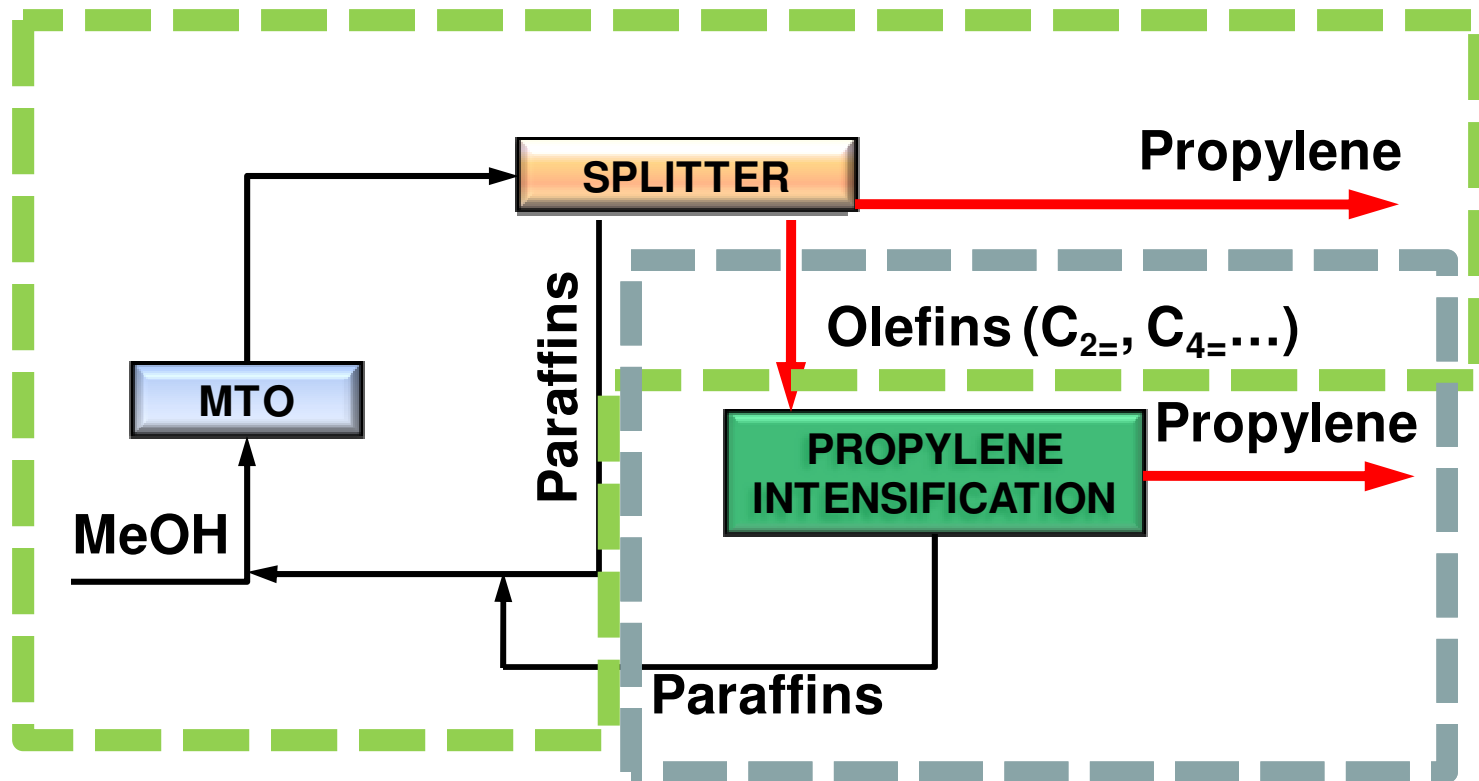 Propylene
SPLITTER
Paraffins
Olefins (C₂₌, C₄₌…)
MTO
Propylene
PROPYLENE
INTENSIFICATION
MeOH
Paraffins